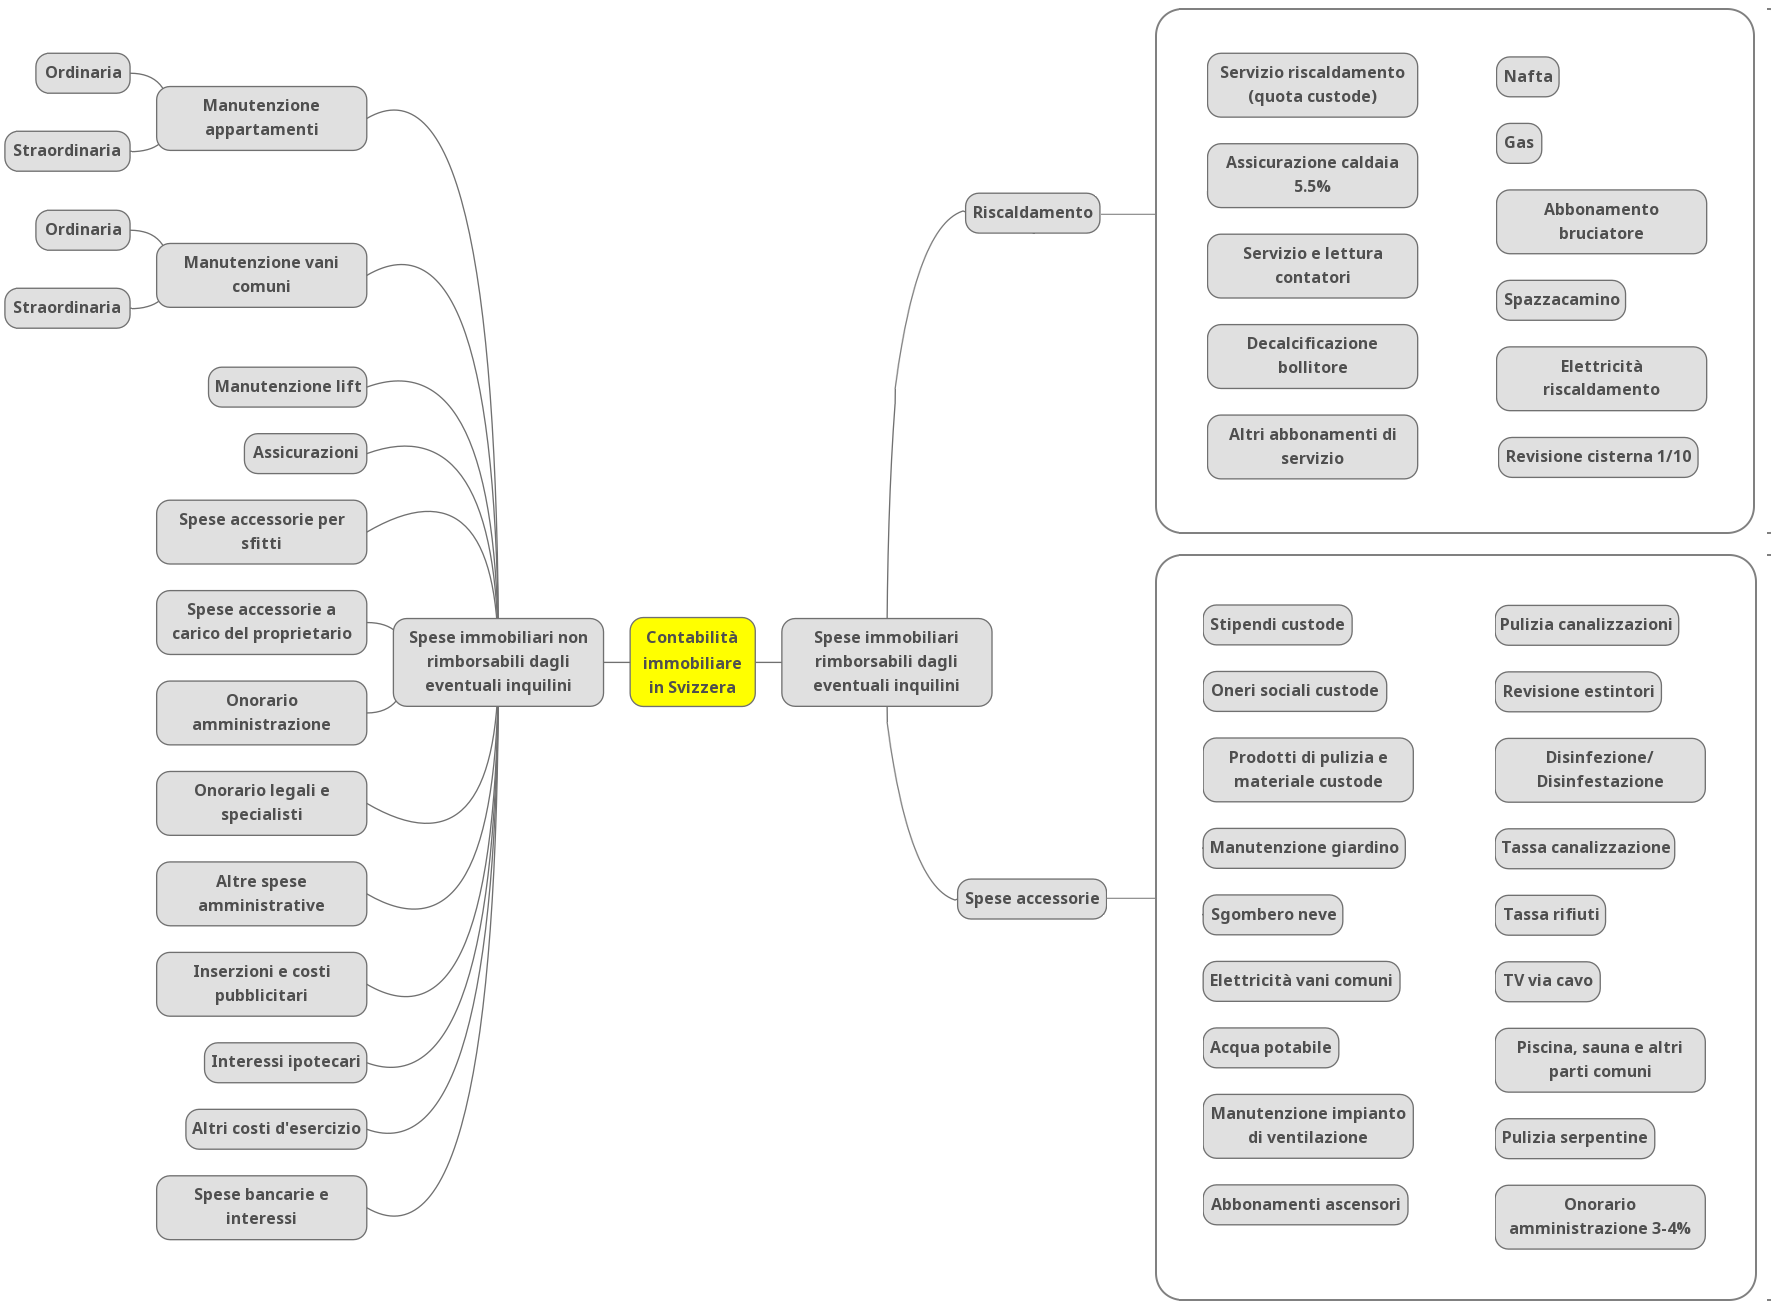 Ordinaria
Straordinaria
Manutenzione
appartamenti
Ordinaria
Straordinaria
Manutenzione vani
comuni
Manutenzione lift
Assicurazioni
Spese accessorie per
sfitti
Spese accessorie a
carico del proprietario
Onorario
amministrazione
Onorario legali e
specialisti
Altre spese
amministrative
Inserzioni e costi
pubblicitari
Interessi ipotecari
Altri costi d'esercizio
Spese bancarie e
interessi
Spese immobiliari non
rimborsabili dagli
eventuali inquilini
Contabilità
immobiliare
in Svizzera
Spese immobiliari
rimborsabili dagli
eventuali inquilini
Riscaldamento
Servizio riscaldamento
(quota custode)
Assicurazione caldaia
5.5%
Servizio e lettura
contatori
Decalcificazione
bollitore
Altri abbonamenti di
servizio
Nafta
Gas
Abbonamento
bruciatore
Spazzacamino
Elettricità
riscaldamento
Revisione cisterna 1/10
Spese accessorie
Stipendi custode
Oneri sociali custode
Prodotti di pulizia e
materiale custode
Manutenzione giardino
Sgombero neve
Elettricità vani comuni
Acqua potabile
Manutenzione impianto
di ventilazione
Abbonamenti ascensori
Pulizia canalizzazioni
Revisione estintori
Disinfezione/
Disinfestazione
Tassa canalizzazione
Tassa rifiuti
TV via cavo
Piscina, sauna e altri
parti comuni
Pulizia serpentine
Onorario
amministrazione 3-4%